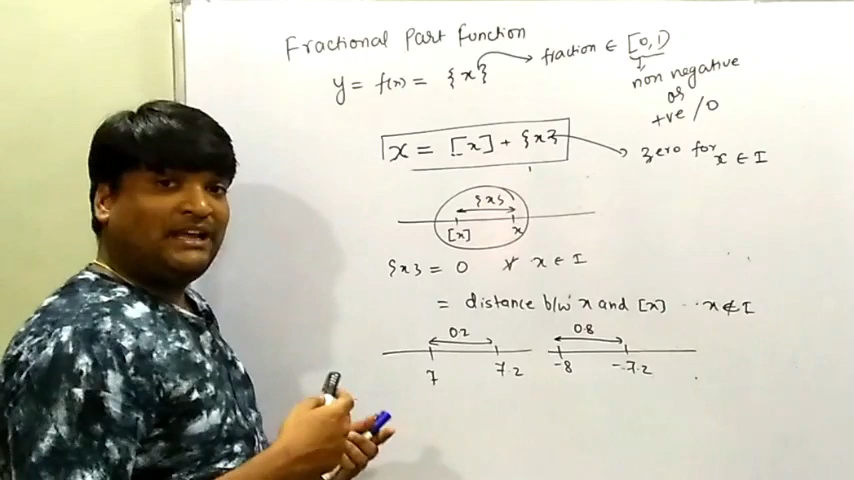 Fractional Part Function
y = f(x) = {x} → fraction ∈ [0,1)
non negative
or
+ve / 0
x = [x] + {x} → zero for x ∈ I
{x}
[x] x
{x} = 0 ∀ x ∈ I
= distance b/w x and [x] ... x ∉ I
0.2 0.8
7 7.2 -8 -7.2